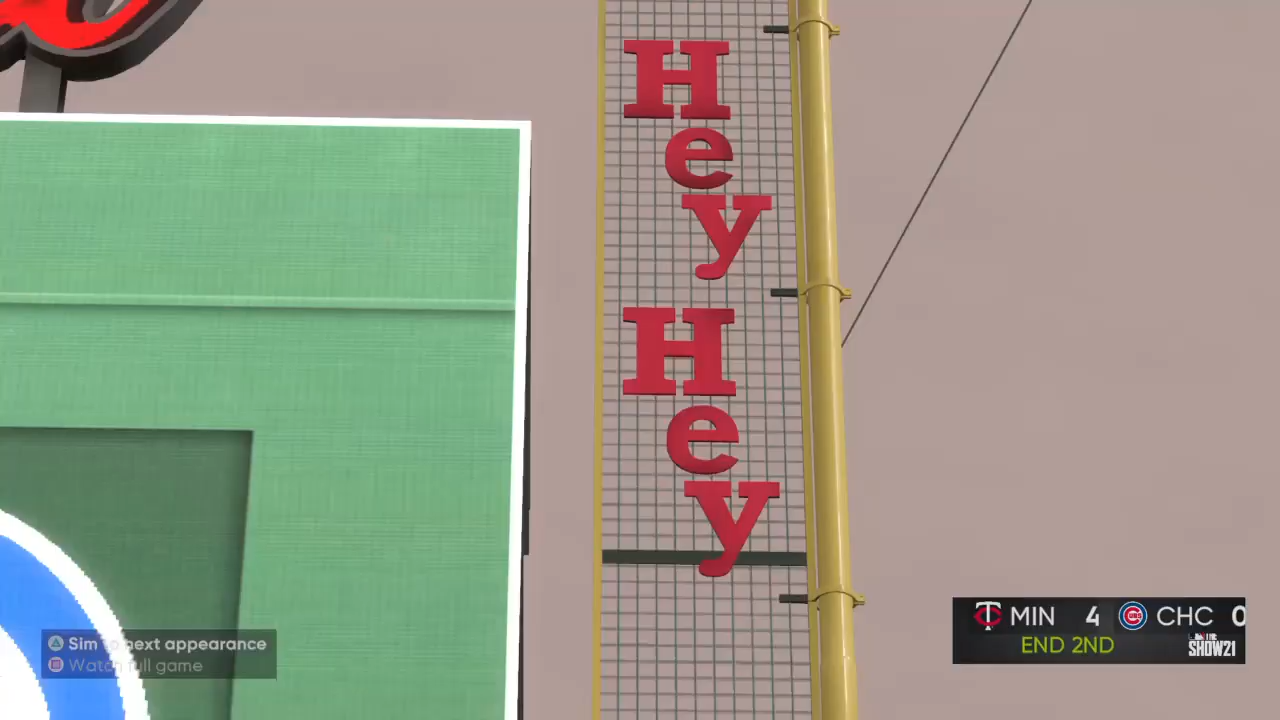 Hey
Hey
Sim to next appearance
Watch full game
MIN 4 CHC 0
END 2ND
SHOW21